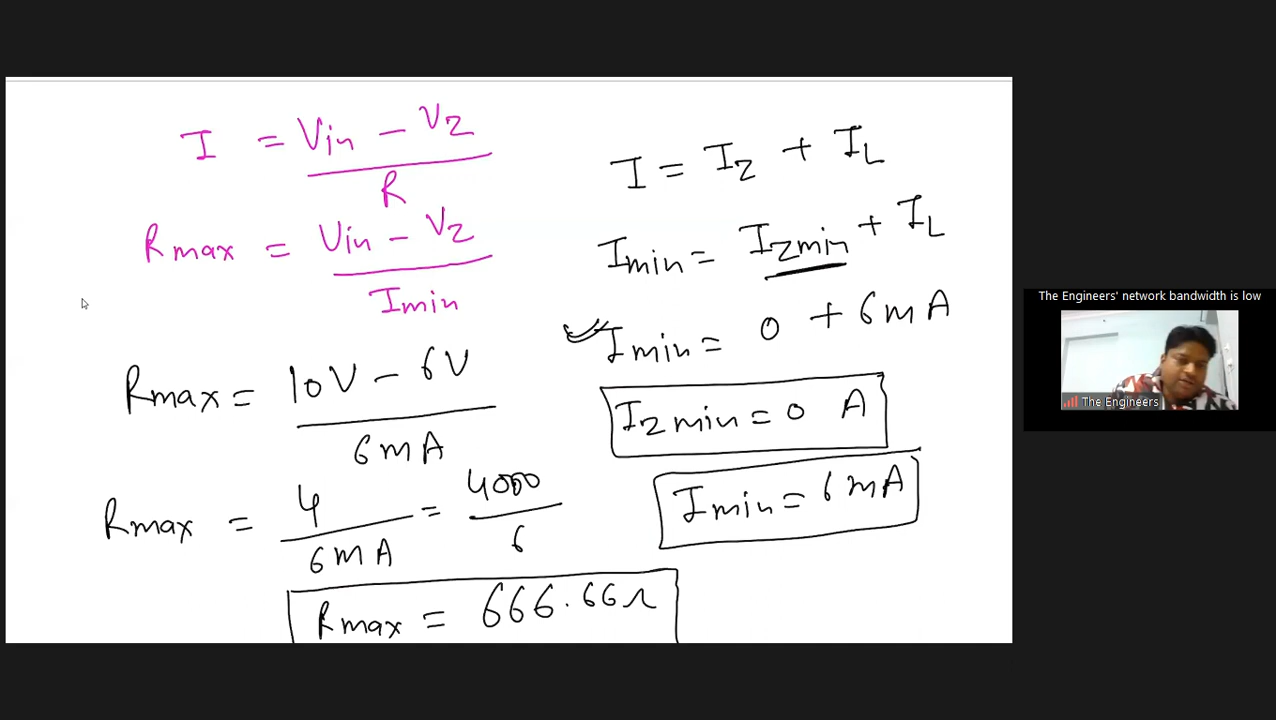 I = Vin - VZ
R
Rmax = Vin - VZ
Imin
Rmax = 10V - 6V
6mA
Rmax = 4 = 4000
6mA 6
Rmax = 666.66Ω
I = IZ + IL
Imin = IZmin + IL
Imin = 0 + 6mA
IZmin = 0 A
Imin = 6mA
The Engineers' network bandwidth is low
The Engineers